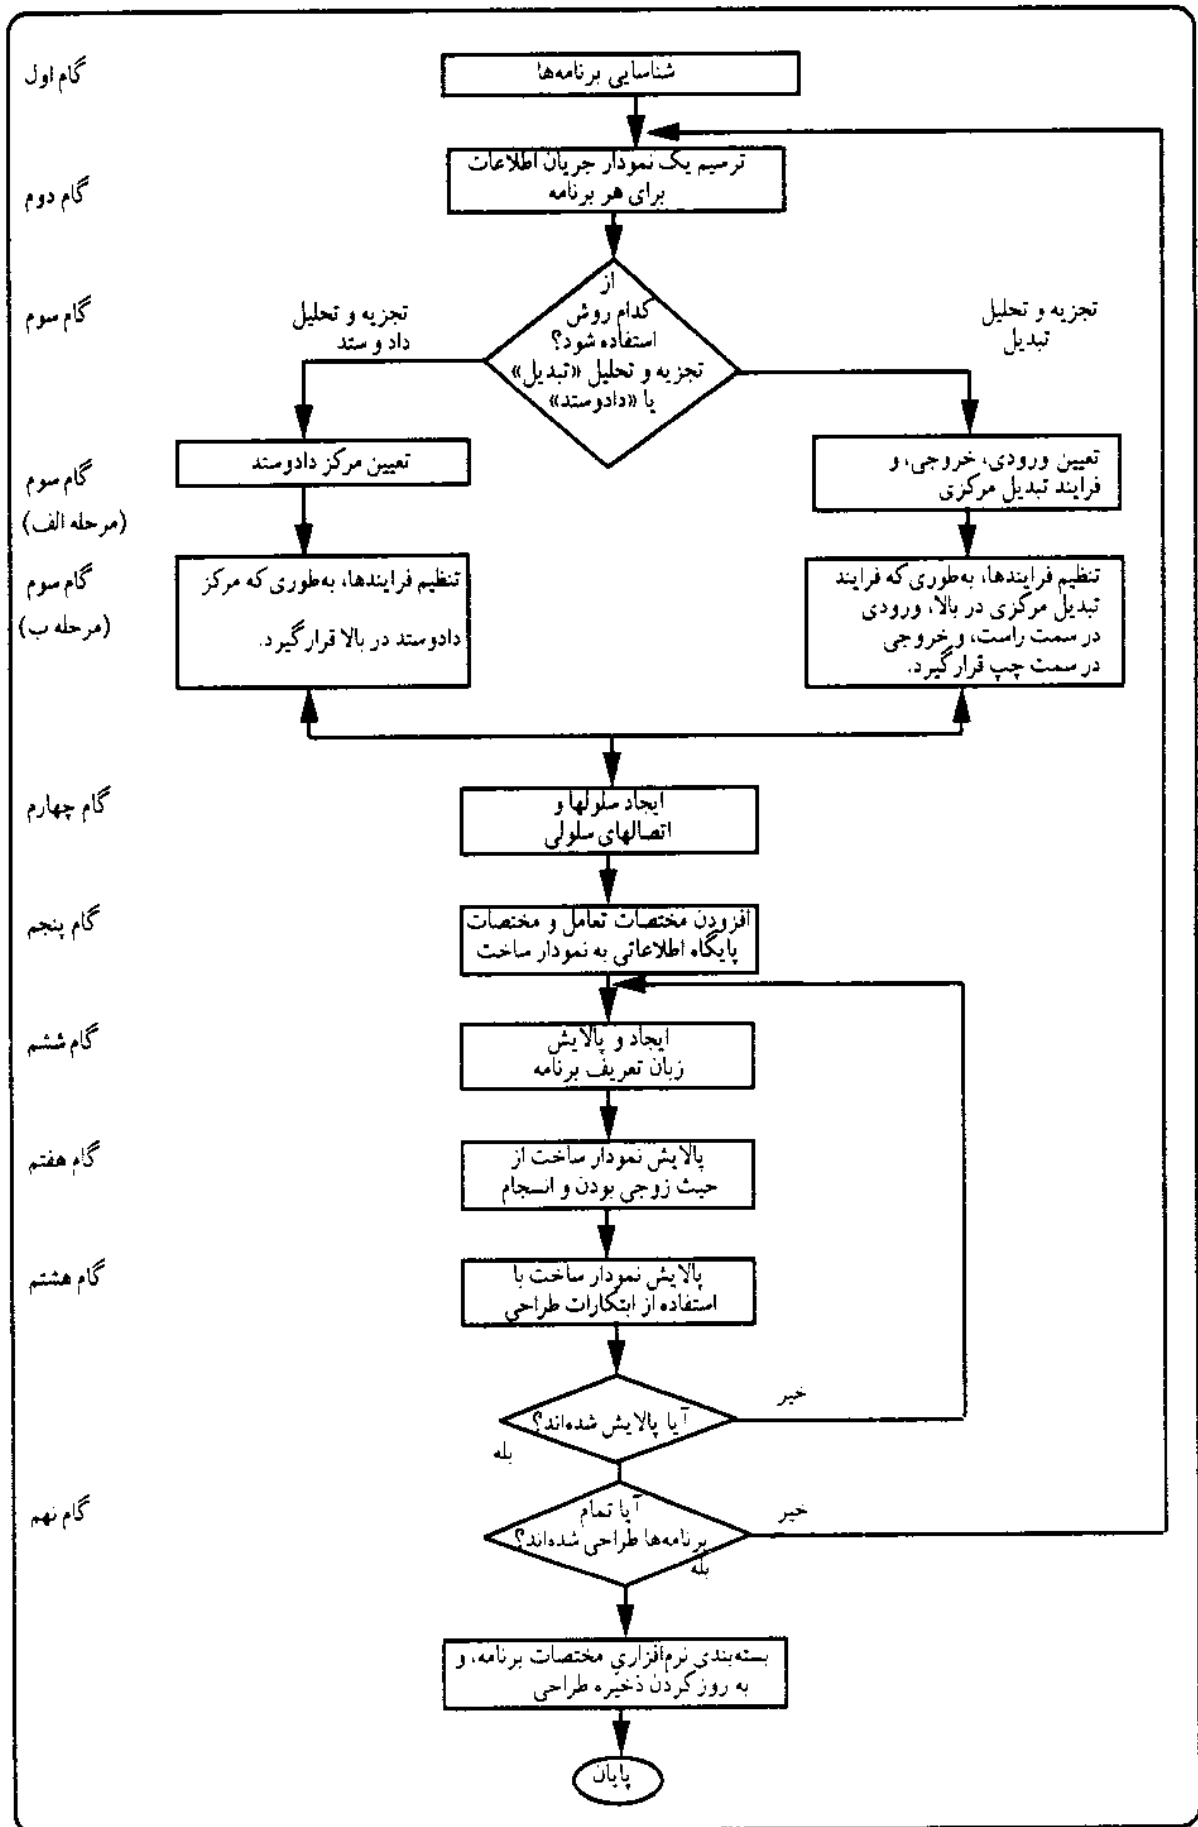 گام اول
شناسایی برنامه‌ها
گام دوم
ترسیم یک نمودار جریان اطلاعات
برای هر برنامه
گام سوم
از
کدام روش
استفاده شود؟
تجزیه و تحلیل «تبدیل»
یا «دادوستد»
تجزیه و تحلیل
تبدیل
تجزیه و تحلیل
داد و ستد
گام سوم
(مرحله الف)
تعیین ورودی، خروجی، و
فرایند تبدیل مرکزی
تعیین مرکز دادوستد
گام سوم
(مرحله ب)
تنظیم فرایندها، به‌طوری‌که فرایند
تبدیل مرکزی در بالا، ورودی
در سمت راست، و خروجی
در سمت چپ قرارگیرد.
تنظیم فرایندها، به‌طوری‌که مرکز
دادوستد در بالا قرارگیرد.
گام چهارم
ایجاد سلولها و
اتصالهای سلولی
گام پنجم
افزودن مختصات تعامل و مختصات
پایگاه اطلاعاتی به نمودار ساخت
گام ششم
ایجاد و پالایش
زبان تعریف برنامه
گام هفتم
پالایش نمودار ساخت از
حیث زوجی بودن و انسجام
گام هشتم
پالایش نمودار ساخت با
استفاده از ابتکارات طراحی
آیا پالایش شده‌اند؟
خیر
بله
گام نهم
آیا تمام
برنامه‌ها طراحی شده‌اند؟
خیر
بله
بسته‌بندی نرم‌افزاری مختصات برنامه، و
به روزکردن ذخیره طراحی
پایان